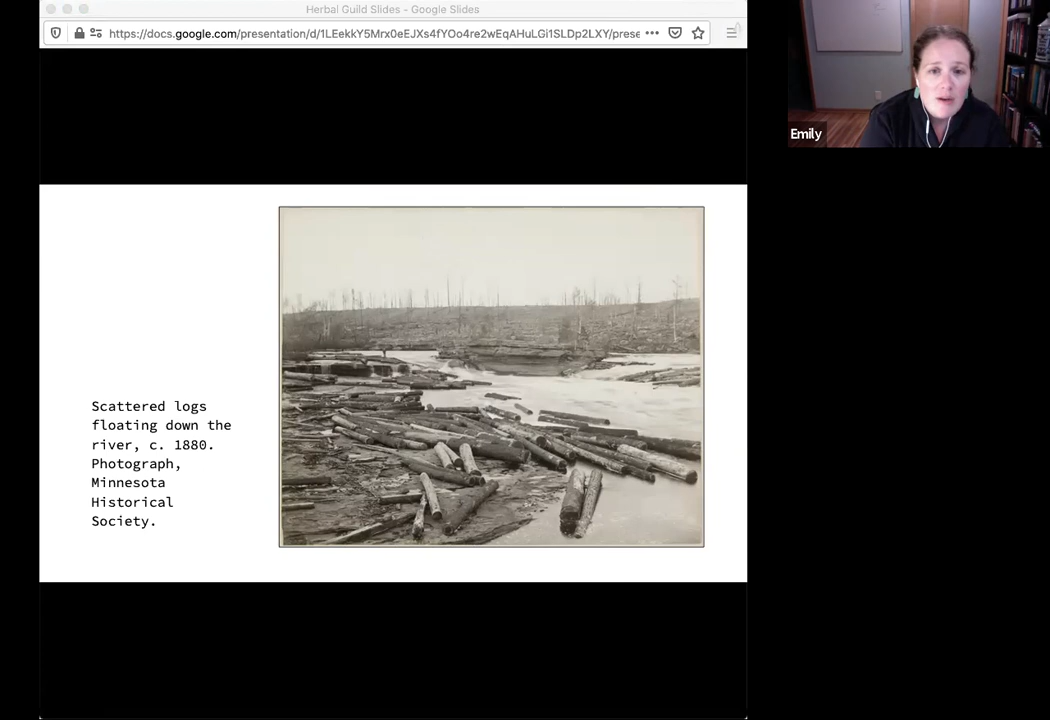 Herbal Guild Slides - Google Slides
https://docs.google.com/presentation/d/1LEekkY5Mrx0eEJXs4fYOo4re2wEqAHuLGi1SLDp2LXY/prese
Emily
Scattered logs
floating down the
river, c. 1880.
Photograph,
Minnesota
Historical
Society.